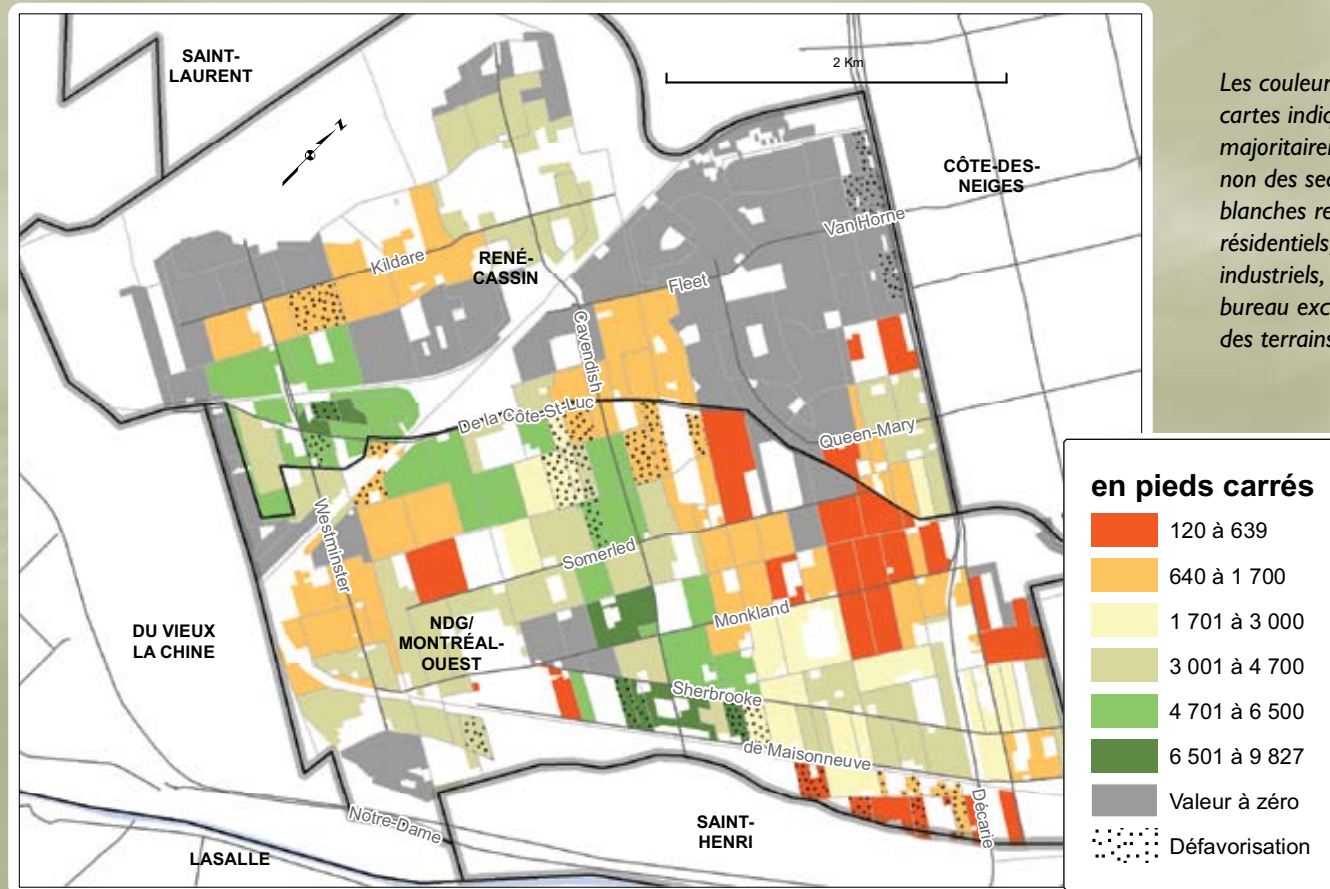 SAINT-
LAURENT
2 Km
N
CÔTE-DES-
NEIGES
Van Horne
Kildare
RENÉ-
CASSIN
Fleet
Cavendish
De la Côte-St-Luc
Queen-Mary
Westminster
Somerled
Monkland
DU VIEUX
LA CHINE
NDG/
MONTRÉAL-
OUEST
Sherbrooke
de Maisonneuve
Décarie
Notre-Dame
SAINT-
HENRI
LASALLE
Les couleur
cartes indiq
majoritairem
non des sec
blanches re
résidentiels
industriels,
bureau exc
des terrains
en pieds carrés
120 à 639
640 à 1 700
1 701 à 3 000
3 001 à 4 700
4 701 à 6 500
6 501 à 9 827
Valeur à zéro
Défavorisation